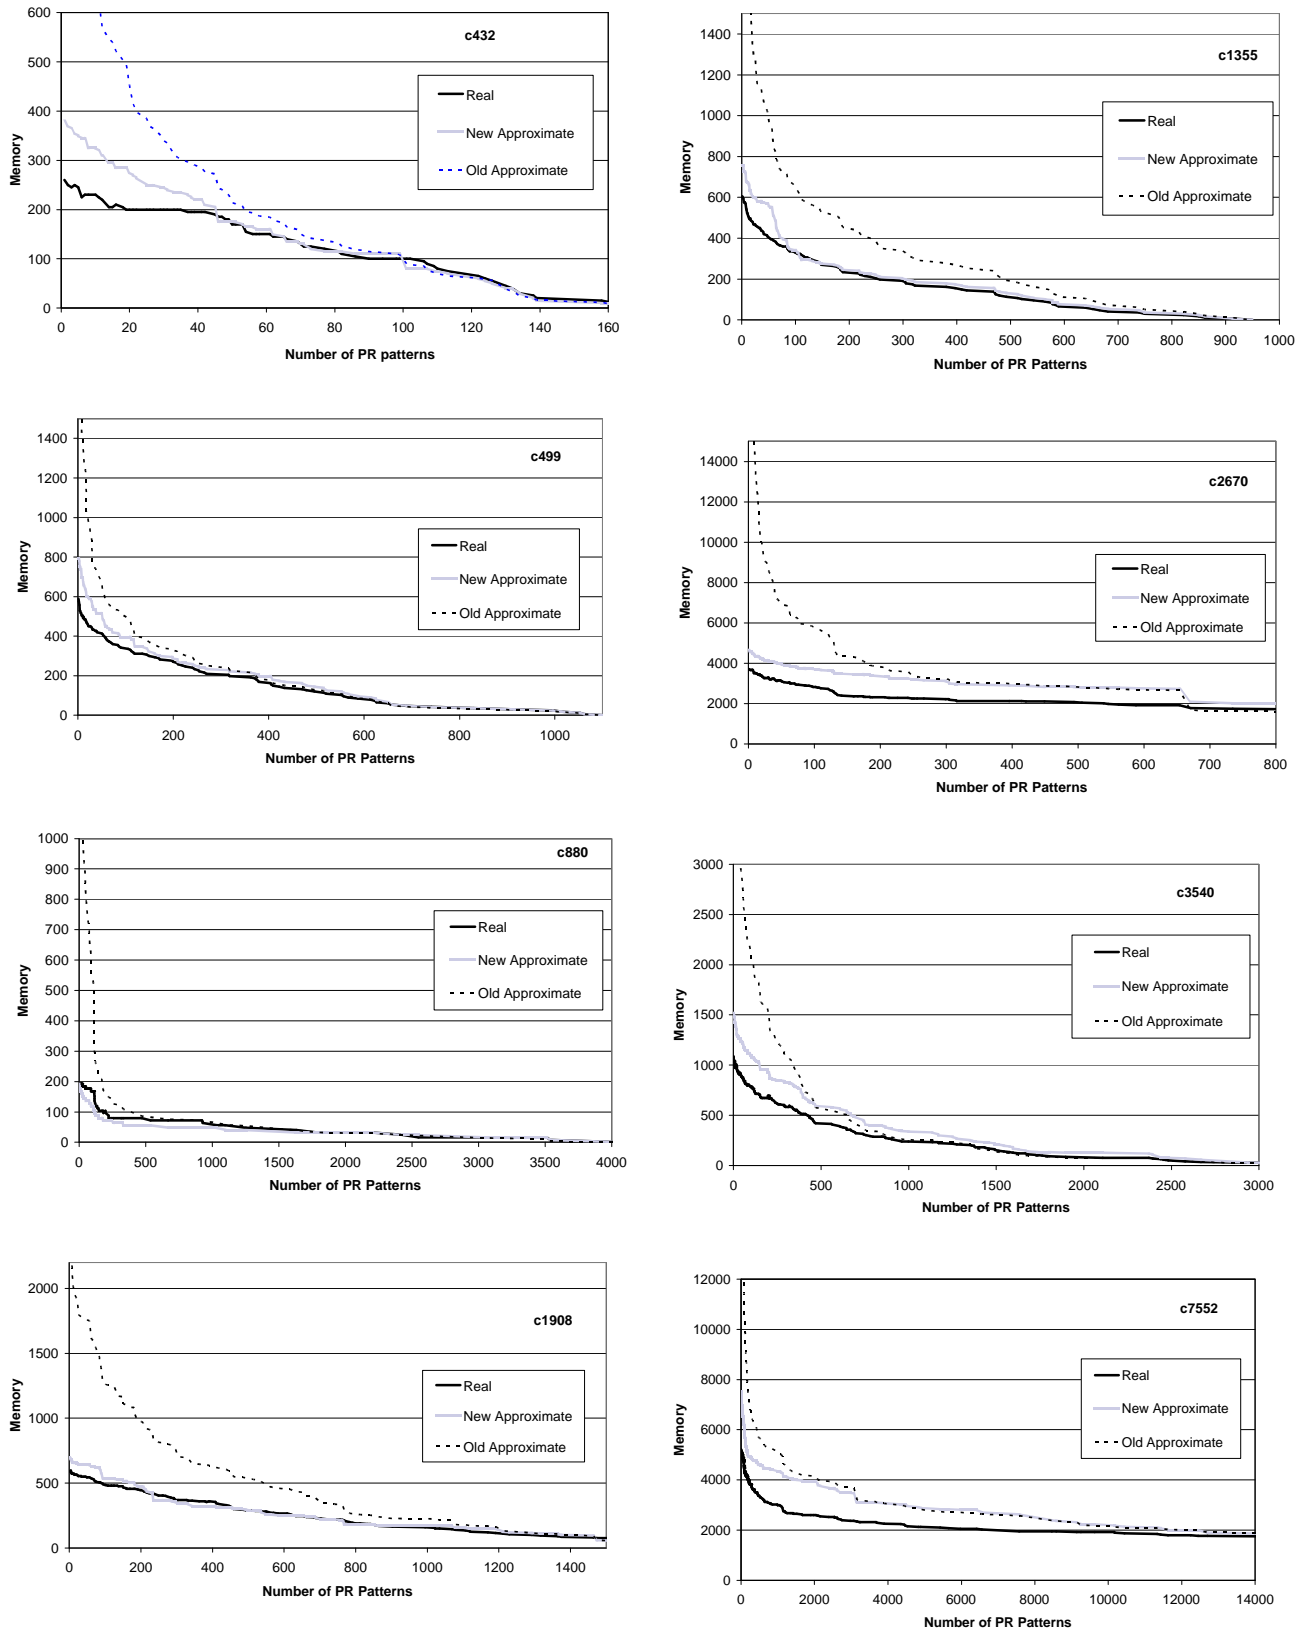 c432
600
500
400
300
200
100
0
Memory
Real
New Approximate
Old Approximate
0 20 40 60 80 100 120 140 160
Number of PR patterns
c1355
1400
1200
1000
800
600
400
200
0
Memory
Real
New Approximate
Old Approximate
0 100 200 300 400 500 600 700 800 900 1000
Number of PR Patterns
c499
1400
1200
1000
800
600
400
200
0
Memory
Real
New Approximate
Old Approximate
0 200 400 600 800 1000
Number of PR Patterns
c2670
14000
12000
10000
8000
6000
4000
2000
0
Memory
Real
New Approximate
Old Approximate
0 100 200 300 400 500 600 700 800
Number of PR Patterns
c880
1000
900
800
700
600
500
400
300
200
100
0
Memory
Real
New Approximate
Old Approximate
0 500 1000 1500 2000 2500 3000 3500 4000
Number of PR Patterns
c3540
3000
2500
2000
1500
1000
500
0
Memory
Real
New Approximate
Old Approximate
0 500 1000 1500 2000 2500 3000
Number of PR Patterns
c1908
2000
1500
1000
500
0
Memory
Real
New Approximate
Old Approximate
0 200 400 600 800 1000 1200 1400
Number of PR Patterns
c7552
12000
10000
8000
6000
4000
2000
0
Memory
Real
New Approximate
Old Approximate
0 2000 4000 6000 8000 10000 12000 14000
Number of PR Patterns